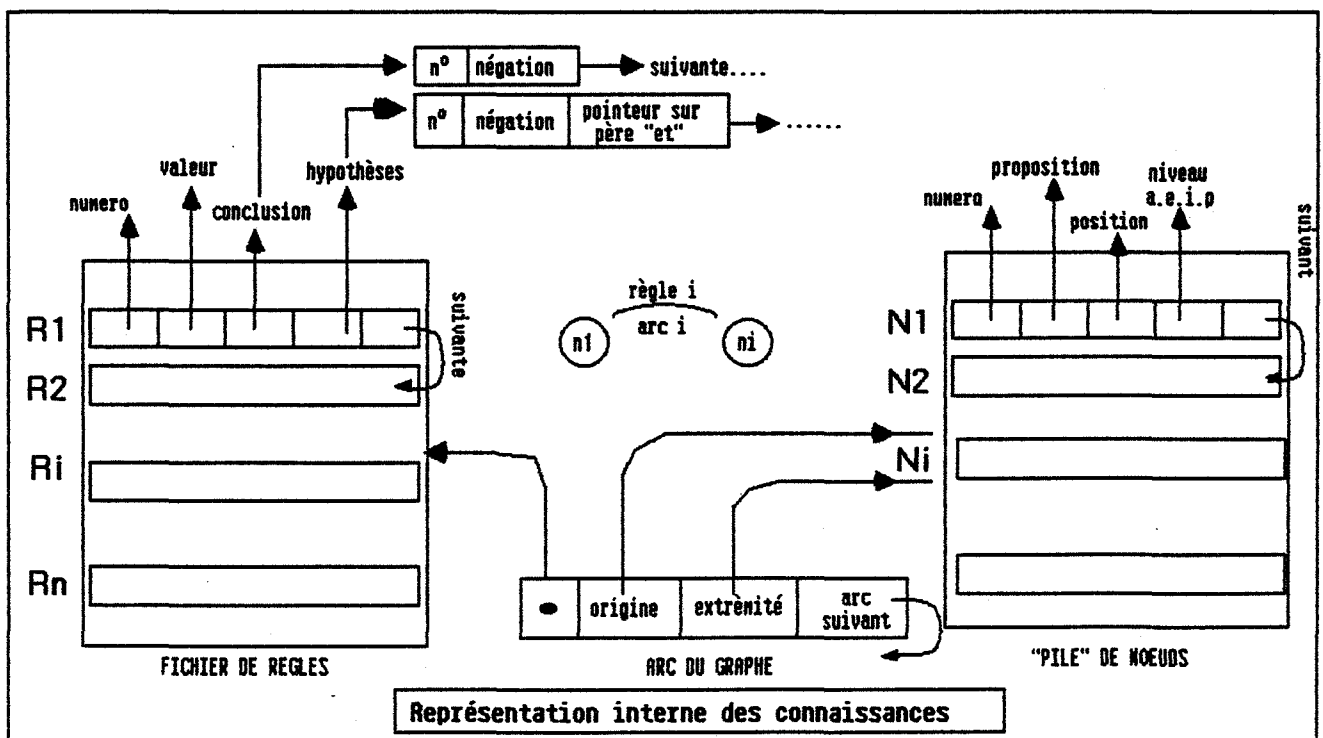 n° négation suivante....
n° négation pointeur sur
père "et" ......
valeur hypothèses
numero conclusion
suivante
R1
R2
Ri
Rn
FICHIER DE REGLES
règle i
arc i
n1 ni
origine extrèmité arc
suivant
ARC DU GRAPHE
proposition niveau
numero a.e.i.p
position
suivant
N1
N2
Ni
"PILE" DE NOEUDS
Représentation interne des connaissances